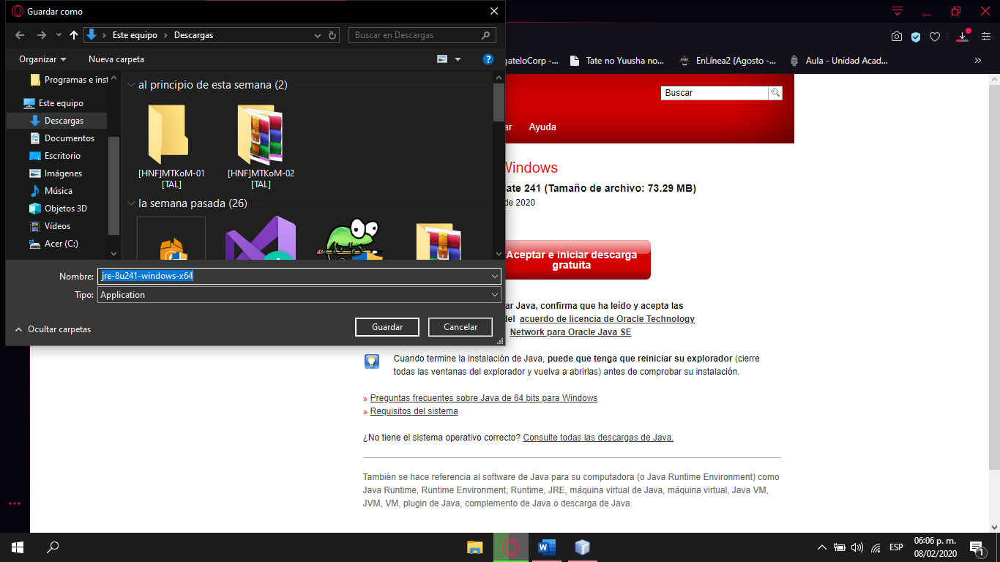 Guardar como
Este equipo
Descargas
Buscar en Descargas
Organizar
Nueva carpeta
Programas e inst
Este equipo
Descargas
Documentos
Escritorio
Imágenes
Música
Objetos 3D
Vídeos
Acer (C:)
al principio de esta semana (2)
[HNF]MTKoM-01
[TAL]
[HNF]MTKoM-02
[TAL]
la semana pasada (26)
Nombre:
jre-8u241-windows-x64
Tipo:
Application
Ocultar carpetas
Guardar
Cancelar
gateloCorp -...
Tate no Yuusha no...
EnLínea2 (Agosto -...
Aula - Unidad Acad...
»
Buscar
ar
Ayuda
Windows
ate 241 (Tamaño de archivo: 73.29 MB)
de 2020
Aceptar e iniciar descarga
gratuita
ar Java, confirma que ha leído y acepta las
del acuerdo de licencia de Oracle Technology
Network para Oracle Java SE
Cuando termine la instalación de Java, puede que tenga que reiniciar su explorador (cierre
todas las ventanas del explorador y vuelva a abrirlas) antes de comprobar su instalación.
» Preguntas frecuentes sobre Java de 64 bits para Windows
» Requisitos del sistema
¿No tiene el sistema operativo correcto? Consulte todas las descargas de Java.
También se hace referencia al software de Java para su computadora (o Java Runtime Environment) como
Java Runtime, Runtime Environment, Runtime, JRE, máquina virtual de Java, máquina virtual, Java VM,
JVM, VM, plugin de Java, complemento de Java o descarga de Java.
ESP
06:06 p. m.
08/02/2020
1